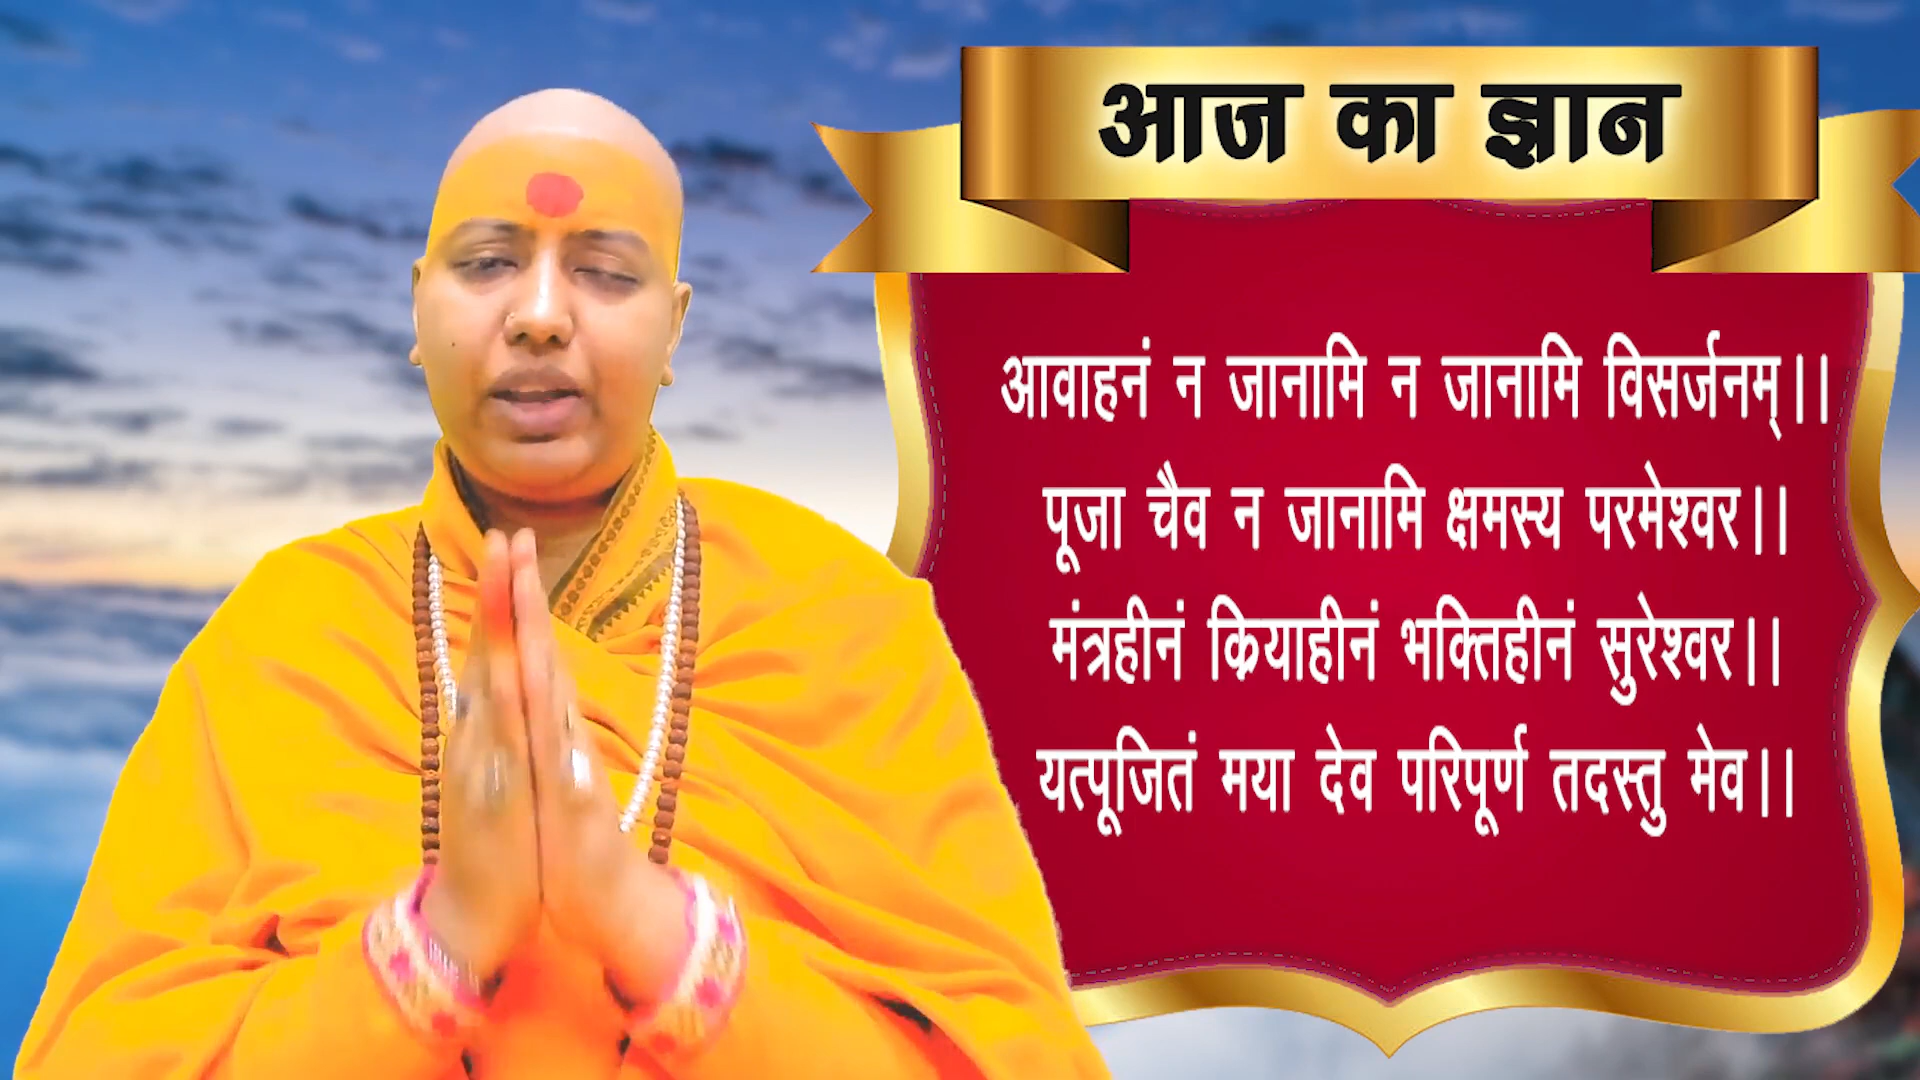 आज का ज्ञान
आवाहनं न जानामि न जानामि विसर्जनम्।।
पूजा चैव न जानामि क्षमस्य परमेश्वर।।
मंत्रहीनं क्रियाहीनं भक्तिहीनं सुरेश्वर।।
यत्पूजितं मया देव परिपूर्ण तदस्तु मेव।।